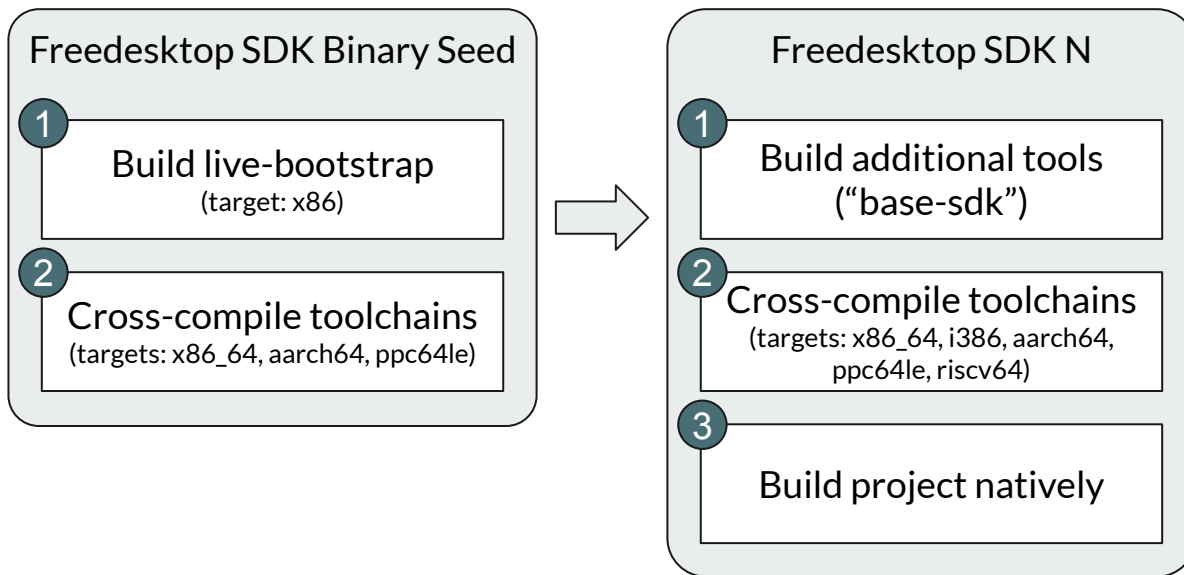 Freedesktop SDK Binary Seed
1
Build live-bootstrap
(target: x86)
2
Cross-compile toolchains
(targets: x86_64, aarch64, ppc64le)
Freedesktop SDK N
1
Build additional tools
(“base-sdk”)
2
Cross-compile toolchains
(targets: x86_64, i386, aarch64,
ppc64le, riscv64)
3
Build project natively